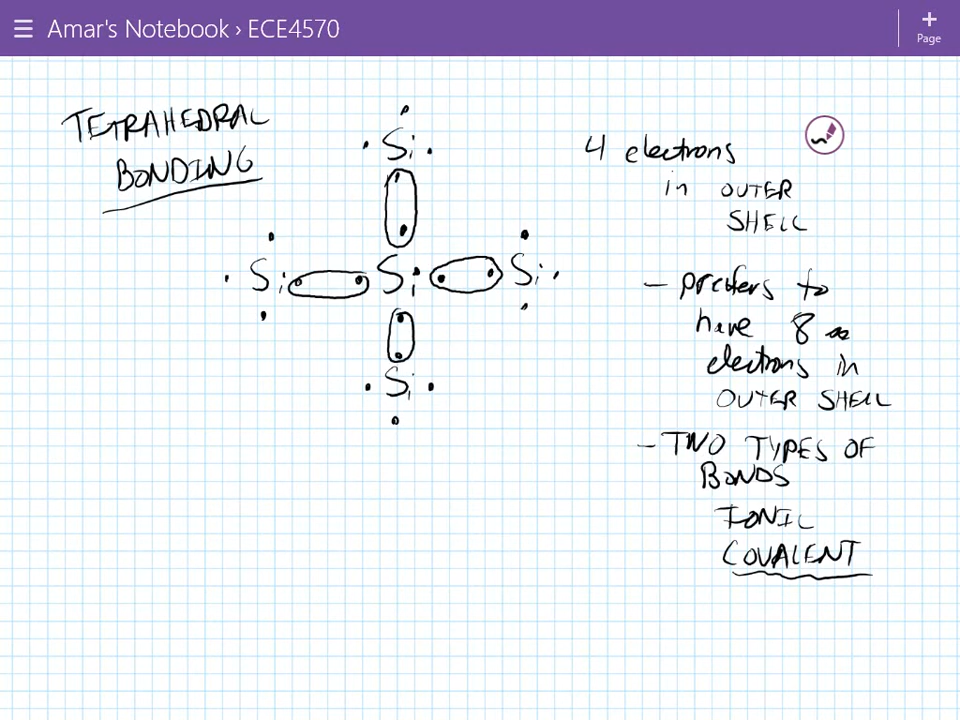 Amar's Notebook › ECE4570
Page
TETRAHEDRAL
BONDING
Si
Si Si Si
Si
4 electrons
in OUTER
SHELL
- prefers to
have 8
electrons in
OUTER SHELL
- TWO TYPES OF
BONDS
IONIC
COVALENT